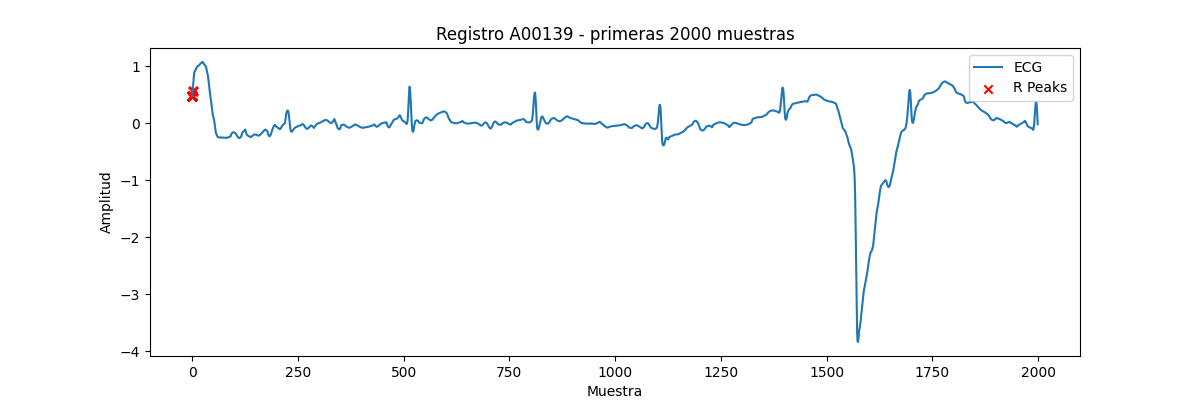 Registro A00139 - primeras 2000 muestras
ECG
R Peaks
Amplitud
1
0
−1
−2
−3
−4
0 250 500 750 1000 1250 1500 1750 2000
Muestra